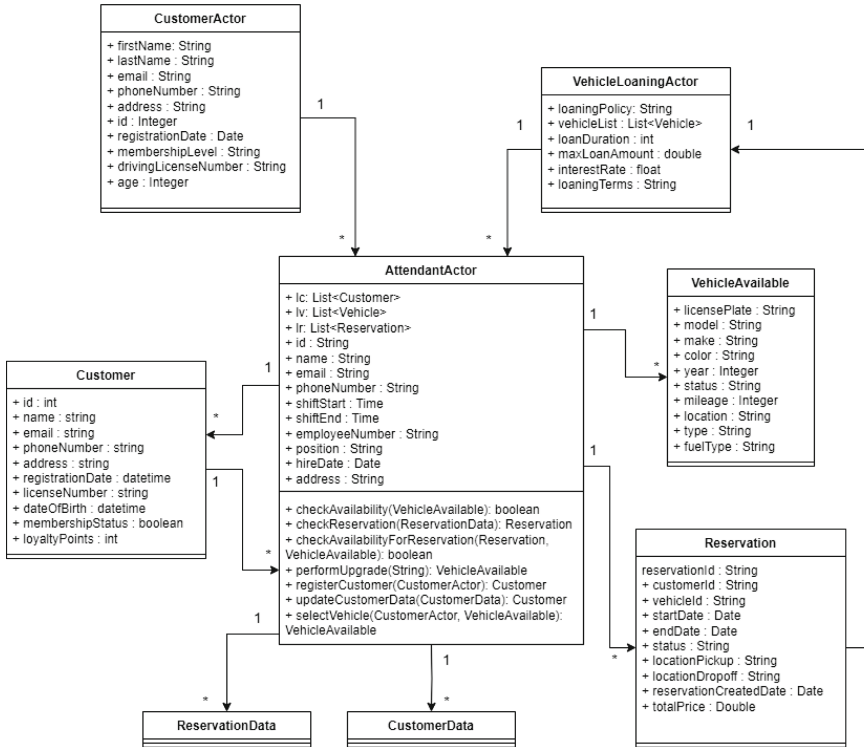 CustomerActor
+ firstName: String
+ lastName : String
+ email : String
+ phoneNumber : String
+ address : String
+ id : Integer
+ registrationDate : Date
+ membershipLevel : String
+ drivingLicenseNumber : String
+ age : Integer
1
*
VehicleLoaningActor
+ loaningPolicy: String
+ vehicleList : List<Vehicle>
+ loanDuration : int
+ maxLoanAmount : double
+ interestRate : float
+ loaningTerms : String
1
1
*
AttendantActor
+ lc: List<Customer>
+ lv: List<Vehicle>
+ lr: List<Reservation>
+ id : String
+ name : String
+ email : String
+ phoneNumber : String
+ shiftStart : Time
+ shiftEnd : Time
+ employeeNumber : String
+ position : String
+ hireDate : Date
+ address : String
+ checkAvailability(VehicleAvailable): boolean
+ checkReservation(ReservationData): Reservation
+ checkAvailabilityForReservation(Reservation,
VehicleAvailable): boolean
+ performUpgrade(String): VehicleAvailable
+ registerCustomer(CustomerActor): Customer
+ updateCustomerData(CustomerData): Customer
+ selectVehicle(CustomerActor, VehicleAvailable):
VehicleAvailable
1
*
VehicleAvailable
+ licensePlate : String
+ model : String
+ make : String
+ color : String
+ year : Integer
+ status : String
+ mileage : Integer
+ location : String
+ type : String
+ fuelType : String
1
*
Customer
+ id : int
+ name : string
+ email : string
+ phoneNumber : string
+ address : string
+ registrationDate : datetime
+ licenseNumber : string
+ dateOfBirth : datetime
+ membershipStatus : boolean
+ loyaltyPoints : int
1
*
1
*
Reservation
reservationId : String
+ customerId : String
+ vehicleId : String
+ startDate : Date
+ endDate : Date
+ status : String
+ locationPickup : String
+ locationDropoff : String
+ reservationCreatedDate : Date
+ totalPrice : Double
1
*
ReservationData
1
*
CustomerData